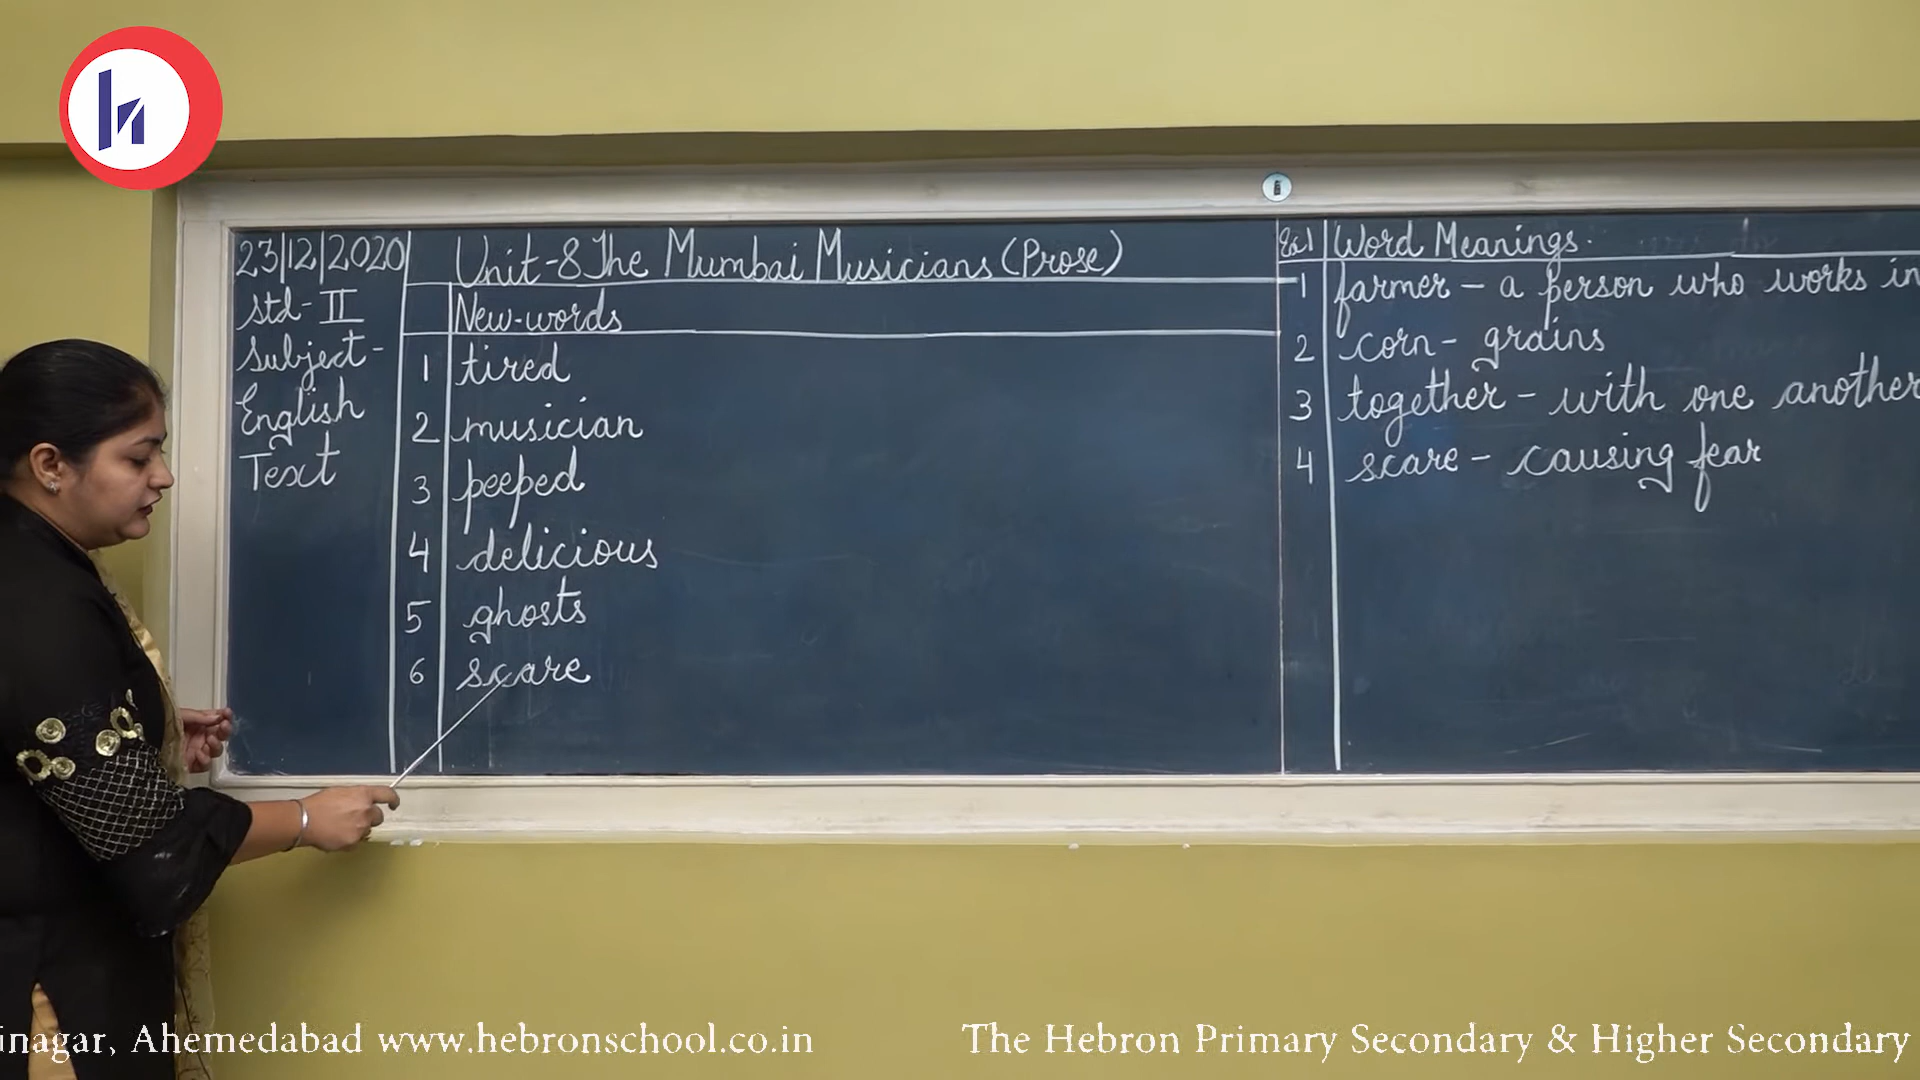 23/12/2020
Std- II
Subject-
English
Text
Unit-8 The Mumbai Musicians (Prose)
New-words
1 tired
2 musician
3 peeped
4 delicious
5 ghosts
6 scare
Ex.1 Word Meanings.
1 farmer - a person who works in
2 corn - grains
3 together - with one another
4 scare - causing fear
inagar, Ahemedabad www.hebronschool.co.in The Hebron Primary Secondary & Higher Secondary